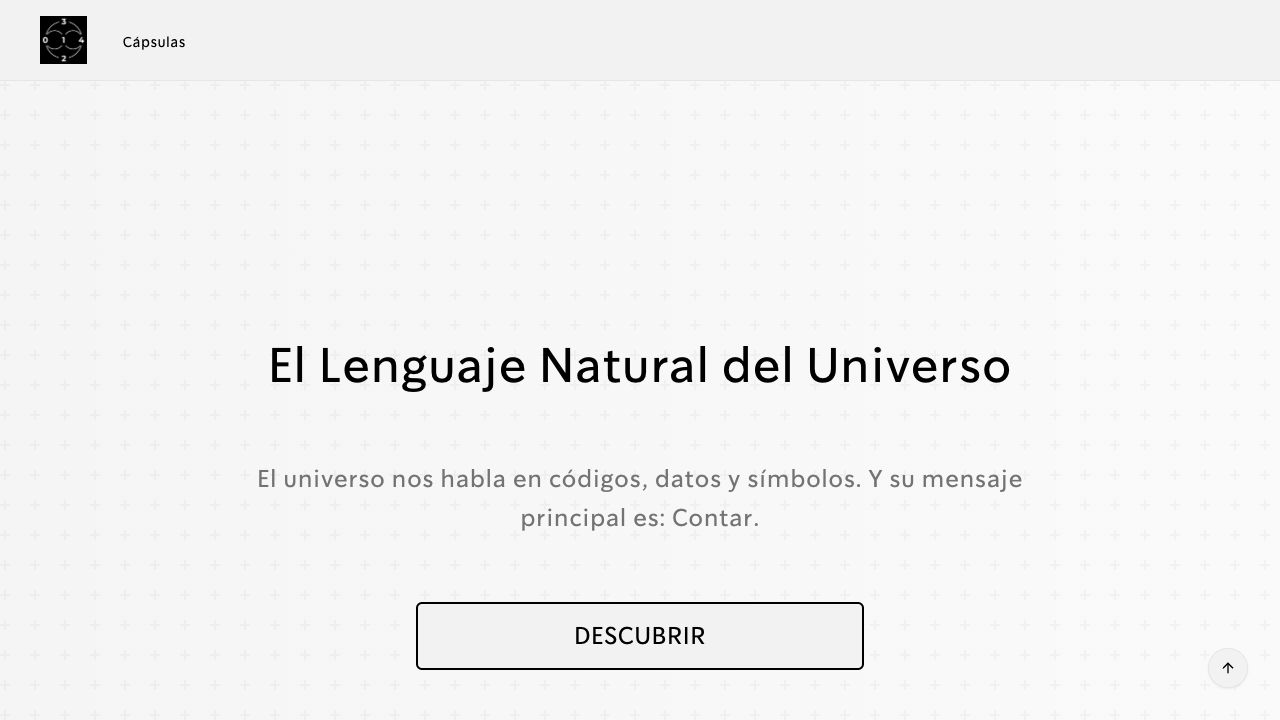 3
0 1 4
2
Cápsulas
El Lenguaje Natural del Universo
El universo nos habla en códigos, datos y símbolos. Y su mensaje
principal es: Contar.
DESCUBRIR